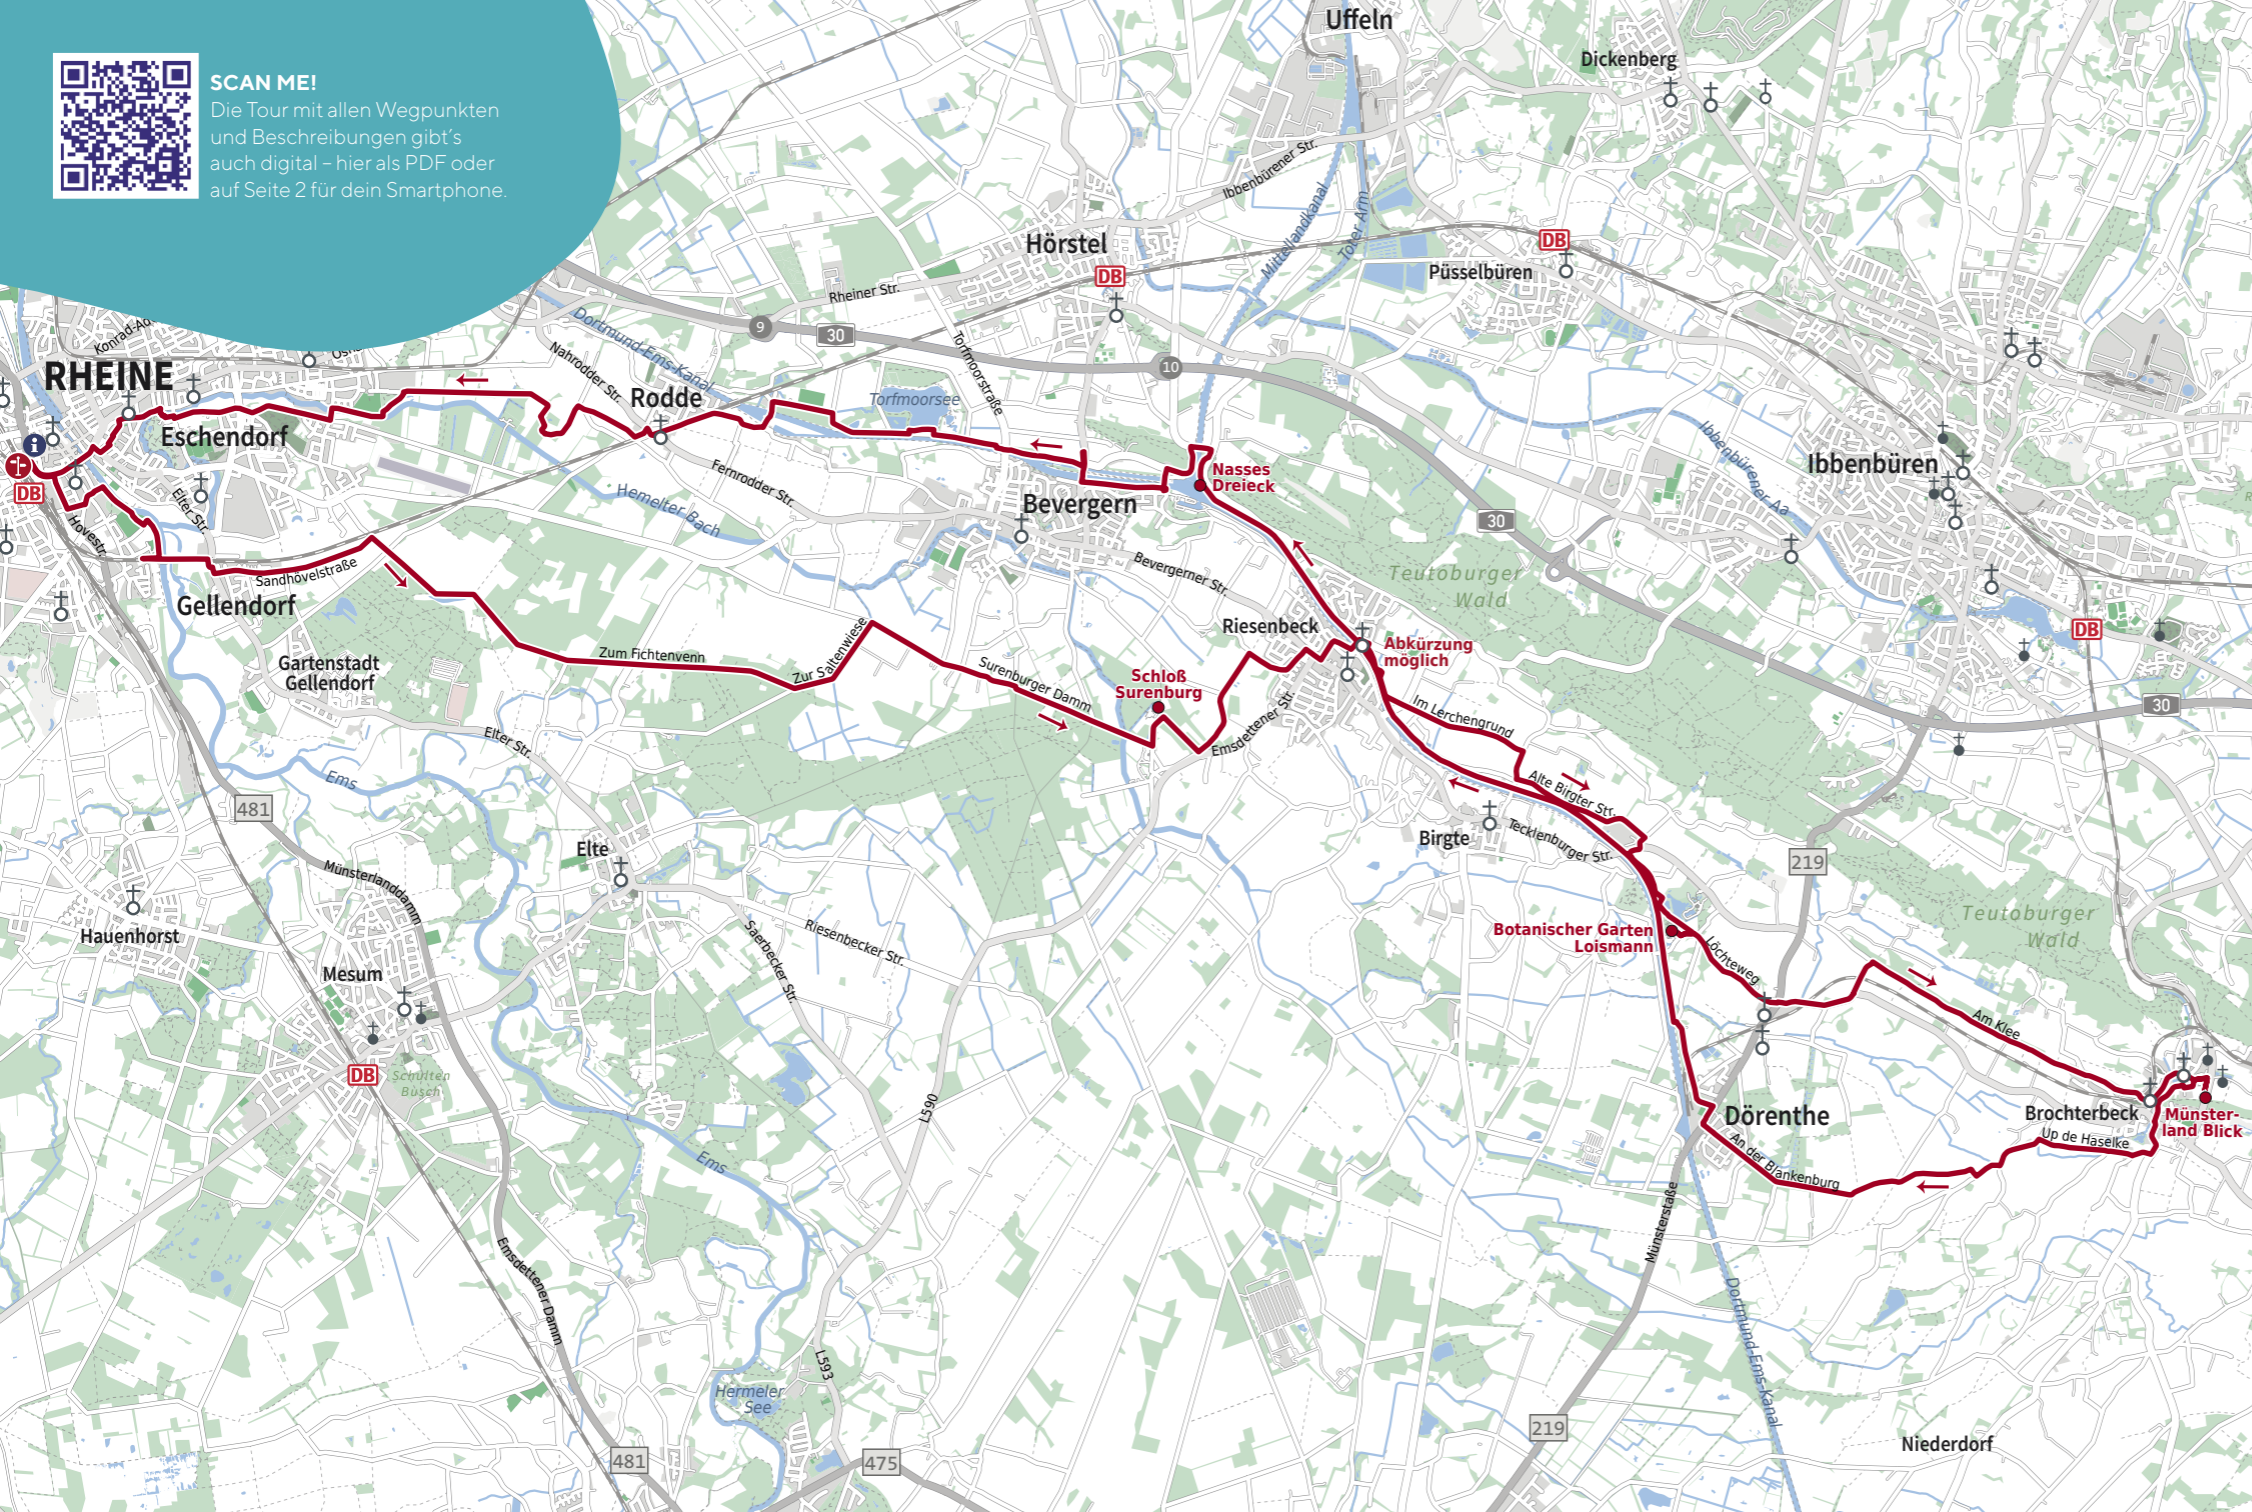 SCAN ME!
Die Tour mit allen Wegpunkten
und Beschreibungen gibt's
auch digital – hier als PDF oder
auf Seite 2 für dein Smartphone.
Uffeln
Dickenberg
Ibbenbürener Str.
Mittellandkanal
Toter Arm
Hörstel
DB
DB
Püsselbüren
Rheiner Str.
9
30
10
Dortmund-Ems-Kanal
Nahrodder Str.
Torfmoorstraße
Torfmoorsee
RHEINE
Rodde
Eschendorf
i
DB
Elter Str.
Hovestr.
Fernrodder Str.
Hemelter Bach
Bevergern
Nasses
Dreieck
Ibbenbürener Aa
Ibbenbüren
30
Sandhövelstraße
Gellendorf
Bevergerner Str.
Teutoburger
Wald
DB
Riesenbeck
Abkürzung
möglich
Gartenstadt
Gellendorf
Zum Fichtenvenn
Zur Saltenwiese
Surenburger Damm
Schloß
Surenburg
Emsdettener Str.
Im Lerchengrund
30
Elter Str.
Ems
481
Alte Birgter Str.
Birgte
Tecklenburger Str.
219
Elte
Münsterlanddamm
Hauenhorst
Mesum
Saerbecker Str.
Riesenbecker Str.
Botanischer Garten
Loismann
Löchteweg
Teutoburger
Wald
Am Klee
DB
Schulten
Busch
L590
Dörenthe
Brochterbeck
Münster-
land Blick
Up de Haselke
An der Blankenburg
Ems
Münsterstaße
Emsdettener Damm
Dortmund-Ems-Kanal
L593
Hermeler
See
219
Niederdorf
481
475